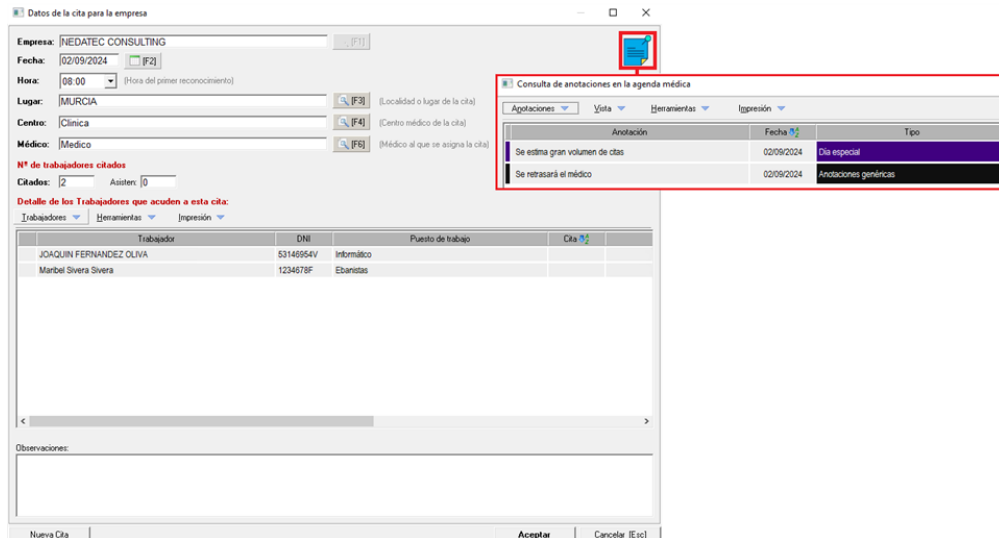 Datos de la cita para la empresa
Empresa: NEDATEC CONSULTING [F1]
Fecha: 02/09/2024 [F2]
Hora: 08:00 (Hora del primer reconocimiento)
Lugar: MURCIA [F3] (Localidad o lugar de la cita)
Centro: Clinica [F4] (Centro médico de la cita)
Médico: Medico [F6] (Médico al que se asigna la cita)
Nº de trabajadores citados
Citados: 2 Asisten: 0
Detalle de los Trabajadores que acuden a esta cita:
Trabajadores Herramientas Impresión
Trabajador DNI Puesto de trabajo Cita
JOAQUIN FERNANDEZ OLIVA 53146954V Informático
Maribel Sivera Sivera 1234678F Ebanistas
Observaciones:
Nueva Cita Aceptar Cancelar [Esc]
Consulta de anotaciones en la agenda médica
Anotaciones Vista Herramientas Impresión
Anotación Fecha Tipo
Se estima gran volumen de citas 02/09/2024 Día especial
Se retrasará el médico 02/09/2024 Anotaciones genéricas